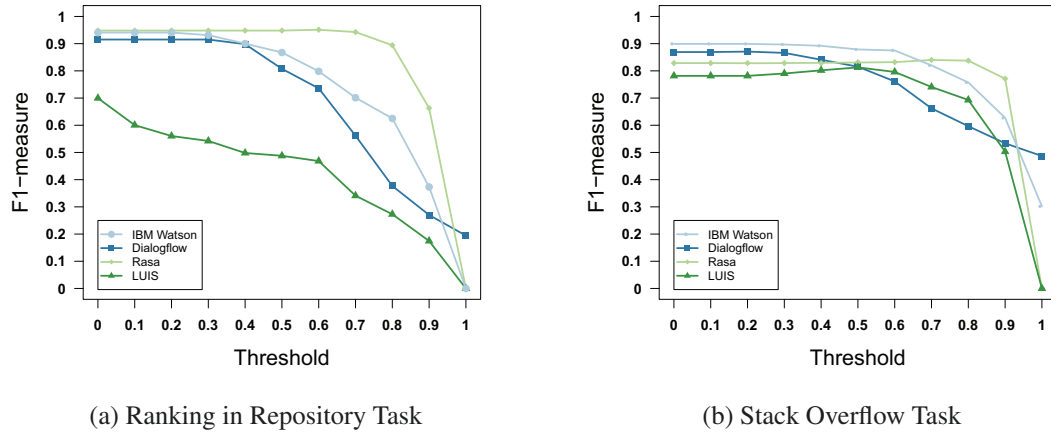 F1−measure
1
0.9
0.8
0.7
0.6
0.5
0.4
0.3
0.2
0.1
0
IBM Watson
Dialogflow
Rasa
LUIS
0 0.1 0.2 0.3 0.4 0.5 0.6 0.7 0.8 0.9 1
Threshold
(a) Ranking in Repository Task
F1−measure
1
0.9
0.8
0.7
0.6
0.5
0.4
0.3
0.2
0.1
0
IBM Watson
Dialogflow
Rasa
LUIS
0 0.1 0.2 0.3 0.4 0.5 0.6 0.7 0.8 0.9 1
Threshold
(b) Stack Overflow Task